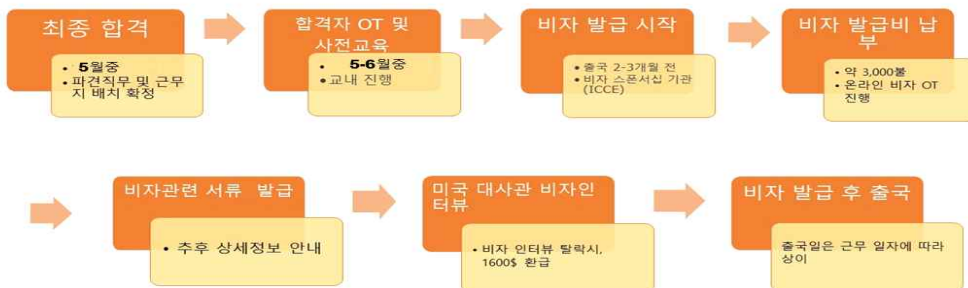 최종 합격
• 5월중
• 파견직무 및 근무
지 배치 확정
합격자 OT 및
사전교육
• 5-6월중
• 교내 진행
비자 발급 시작
• 출국 2-3개월 전
• 비자 스폰서십 기관
(ICCE)
비자 발급비 납
부
• 약 3,000불
• 온라인 비자 OT
진행
비자관련 서류 발급
• 추후 상세정보 안내
미국 대사관 비자인
터뷰
• 비자 인터뷰 탈락시,
1600$ 환급
비자 발급 후 출국
출국일은 근무 일자에 따라
상이